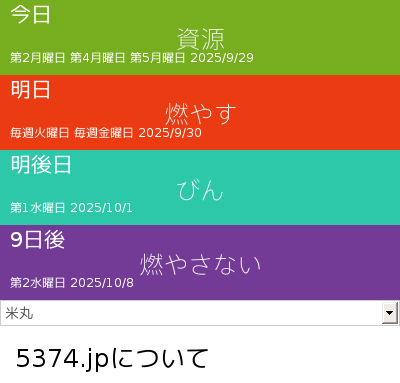 今日
資源
第2月曜日 第4月曜日 第5月曜日 2025/9/29
明日
燃やす
毎週火曜日 毎週金曜日 2025/9/30
明後日
びん
第1水曜日 2025/10/1
9日後
燃やさない
第2水曜日 2025/10/8
米丸
5374.jpについて